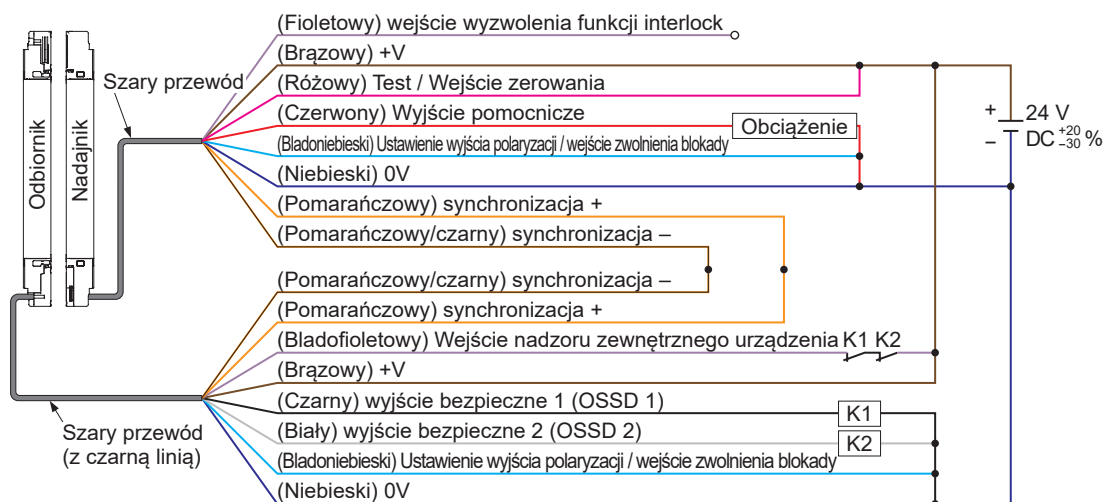 (Fioletowy) wejście wyzwolenia funkcji interlock
(Brązowy) +V
Szary przewód
(Różowy) Test / Wejście zerowania
(Czerwony) Wyjście pomocnicze
Obciążenie
+ 24 V
− DC +20 −30 %
(Bladoniebieski) Ustawienie wyjścia polaryzacji / wejście zwolnienia blokady
Odbiornik
Nadajnik
(Niebieski) 0V
(Pomarańczowy) synchronizacja +
(Pomarańczowy/czarny) synchronizacja –
(Pomarańczowy/czarny) synchronizacja –
(Pomarańczowy) synchronizacja +
(Bladofioletowy) Wejście nadzoru zewnętrznego urządzenia K1 K2
(Brązowy) +V
(Czarny) wyjście bezpieczne 1 (OSSD 1)
K1
Szary przewód
(z czarną linią)
(Biały) wyjście bezpieczne 2 (OSSD 2)
K2
(Bladoniebieski) Ustawienie wyjścia polaryzacji / wejście zwolnienia blokady
(Niebieski) 0V